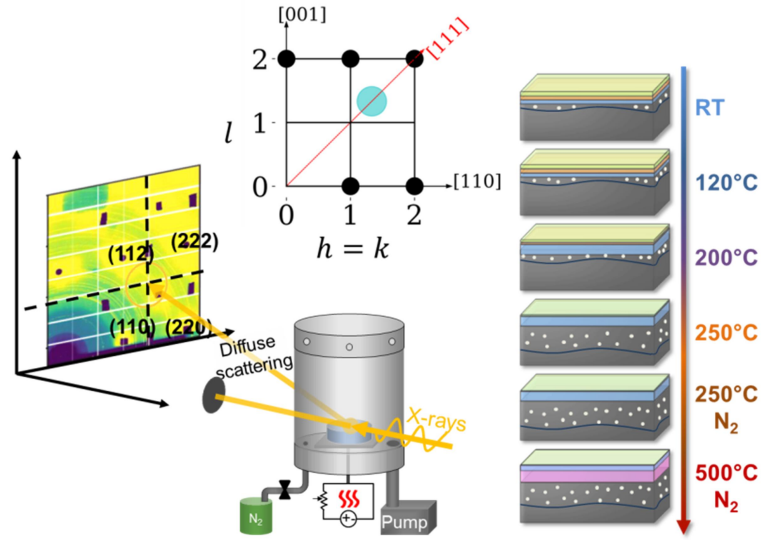 [001]
[111]
2
l
1
0
[110]
0
1
2
h = k
(112)
(222)
(110)
(220)
Diffuse
scattering
X-rays
N₂
+
Pump
RT
120°C
200°C
250°C
250°C
N₂
500°C
N₂